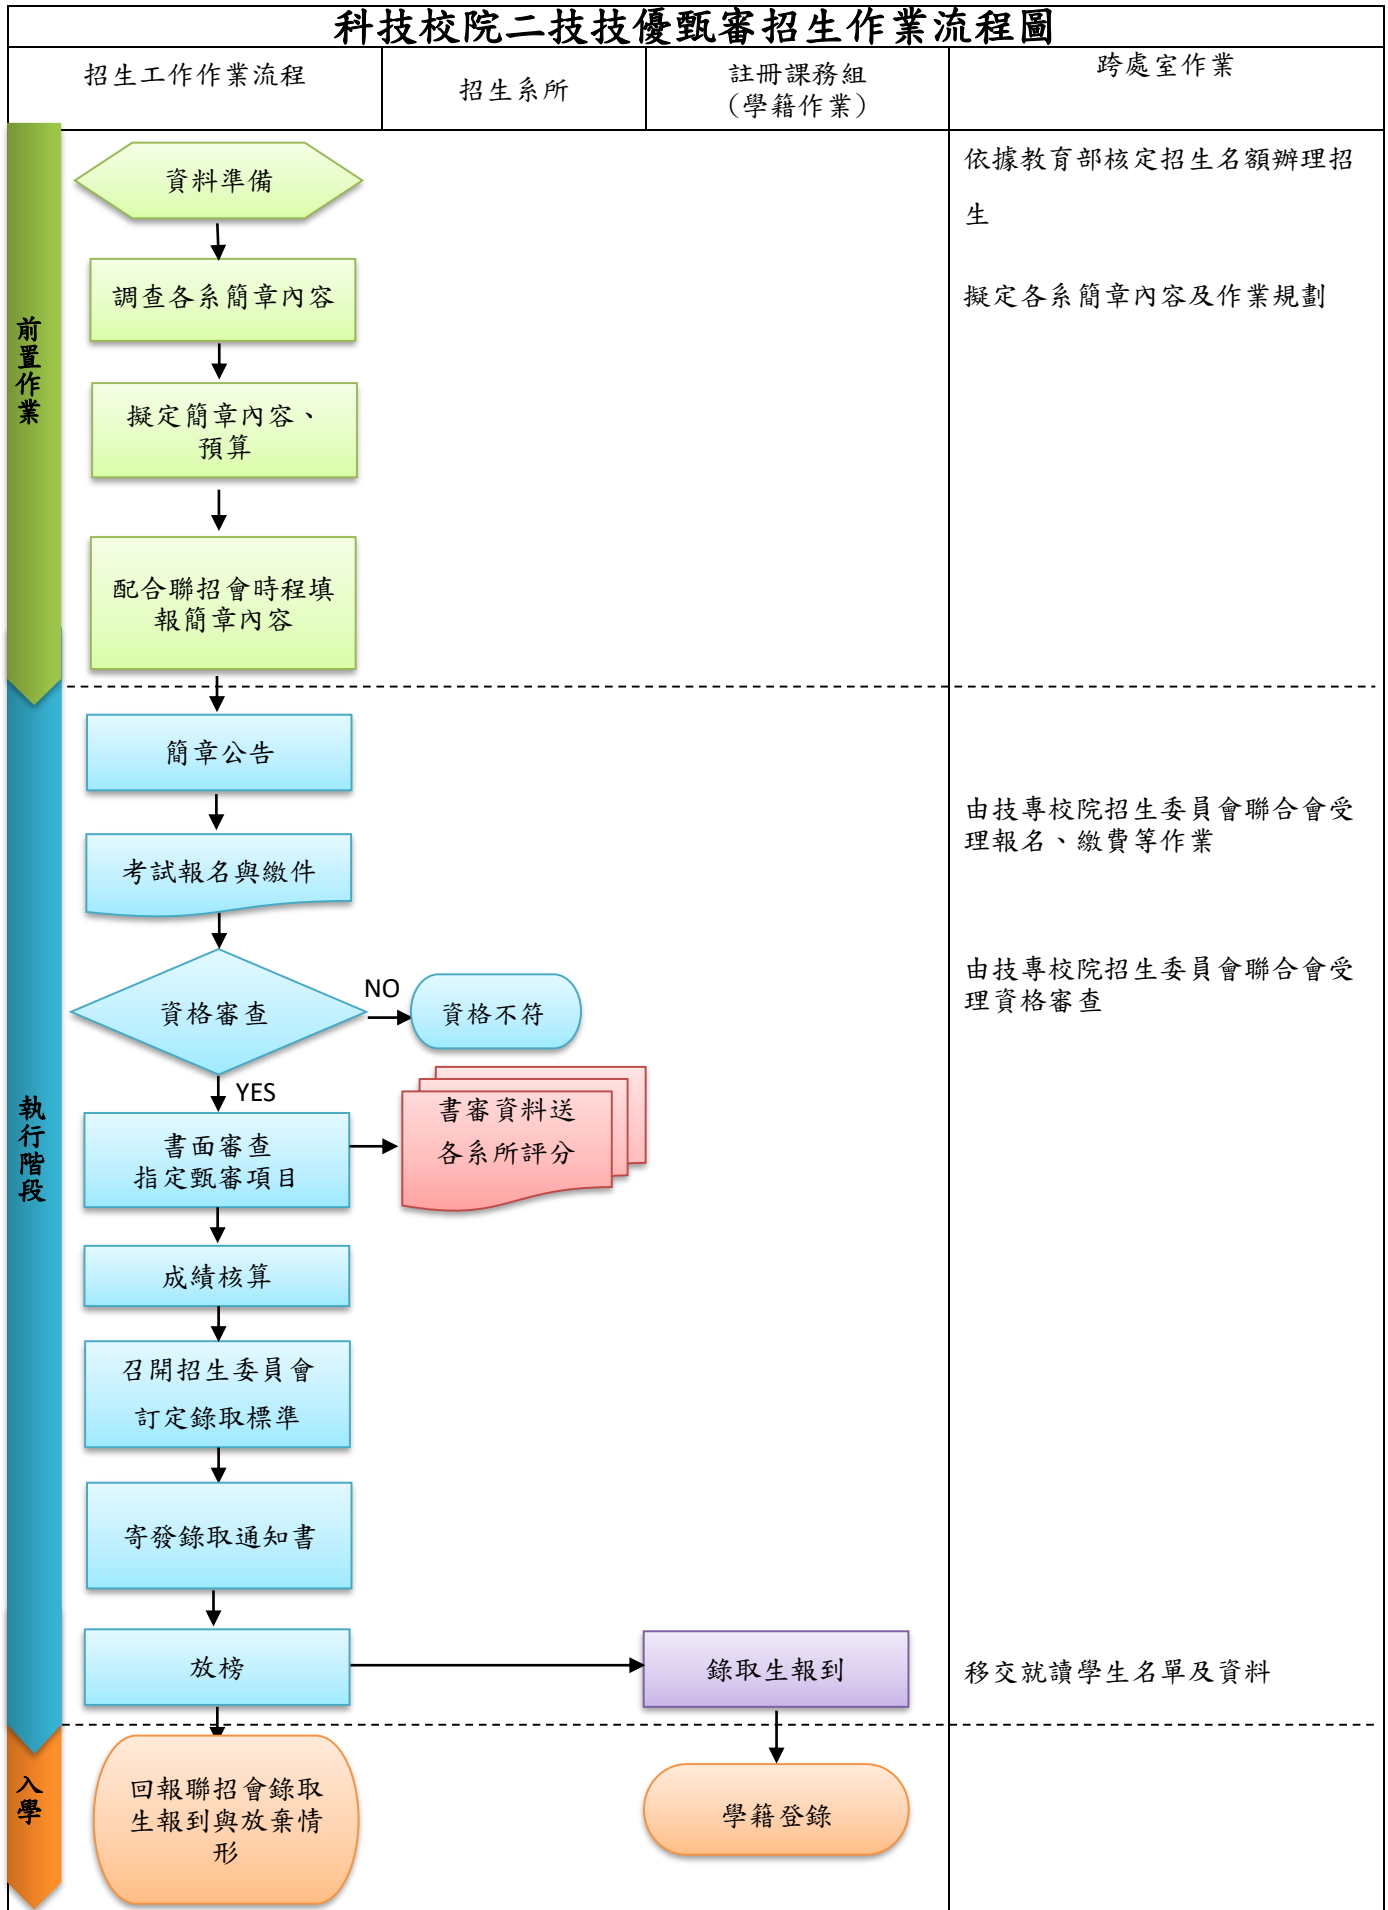 科技校院二技技優甄審招生作業流程圖
招生工作作業流程
招生系所
註冊課務組
（學籍作業）
跨處室作業
前置作業
資料準備
依據教育部核定招生名額辦理招
生
調查各系簡章內容
擬定各系簡章內容及作業規劃
擬定簡章內容、
預算
配合聯招會時程填
報簡章內容
執行階段
簡章公告
考試報名與繳件
由技專校院招生委員會聯合會受
理報名、繳費等作業
資格審查
NO
資格不符
由技專校院招生委員會聯合會受
理資格審查
YES
書面審查
指定甄審項目
書審資料送
各系所評分
成績核算
召開招生委員會
訂定錄取標準
寄發錄取通知書
放榜
錄取生報到
移交就讀學生名單及資料
入學
回報聯招會錄取
生報到與放棄情
形
學籍登錄